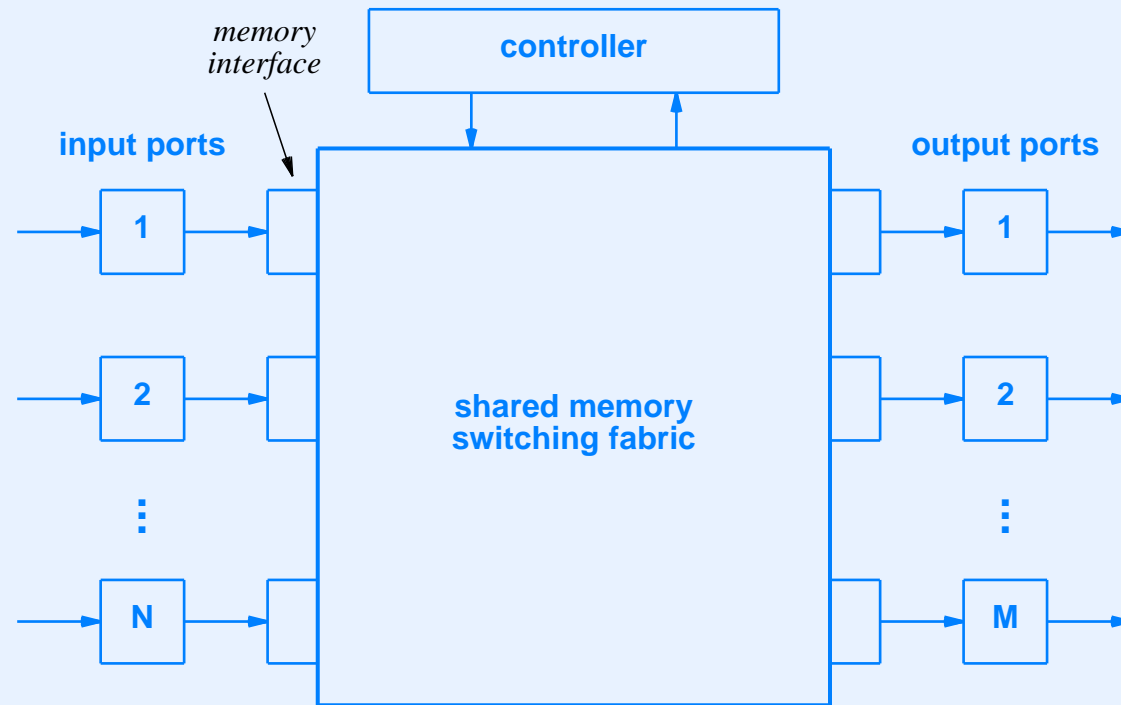 memory
interface
controller
input ports
output ports
1
1
2
2
shared memory
switching fabric
N
M